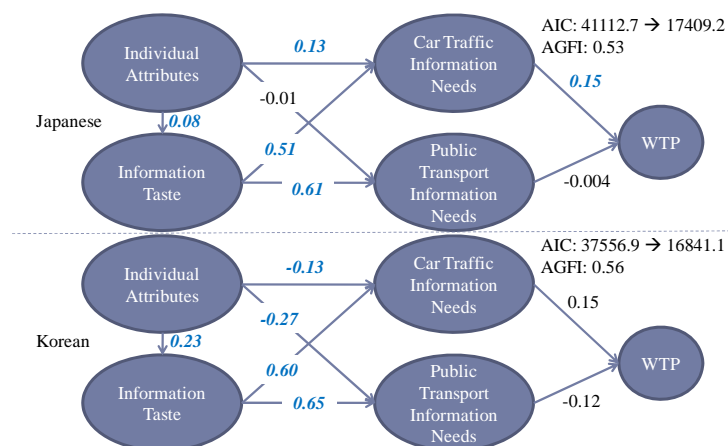 AIC: 41112.7 → 17409.2
AGFI: 0.53
Individual
Attributes
0.13
Car Traffic
Information
Needs
-0.01
0.15
Japanese
0.08
WTP
0.51
Information
Taste
0.61
Public
Transport
Information
Needs
-0.004
AIC: 37556.9 → 16841.1
AGFI: 0.56
Individual
Attributes
-0.13
Car Traffic
Information
Needs
-0.27
0.15
Korean
0.23
WTP
0.60
Information
Taste
0.65
Public
Transport
Information
Needs
-0.12